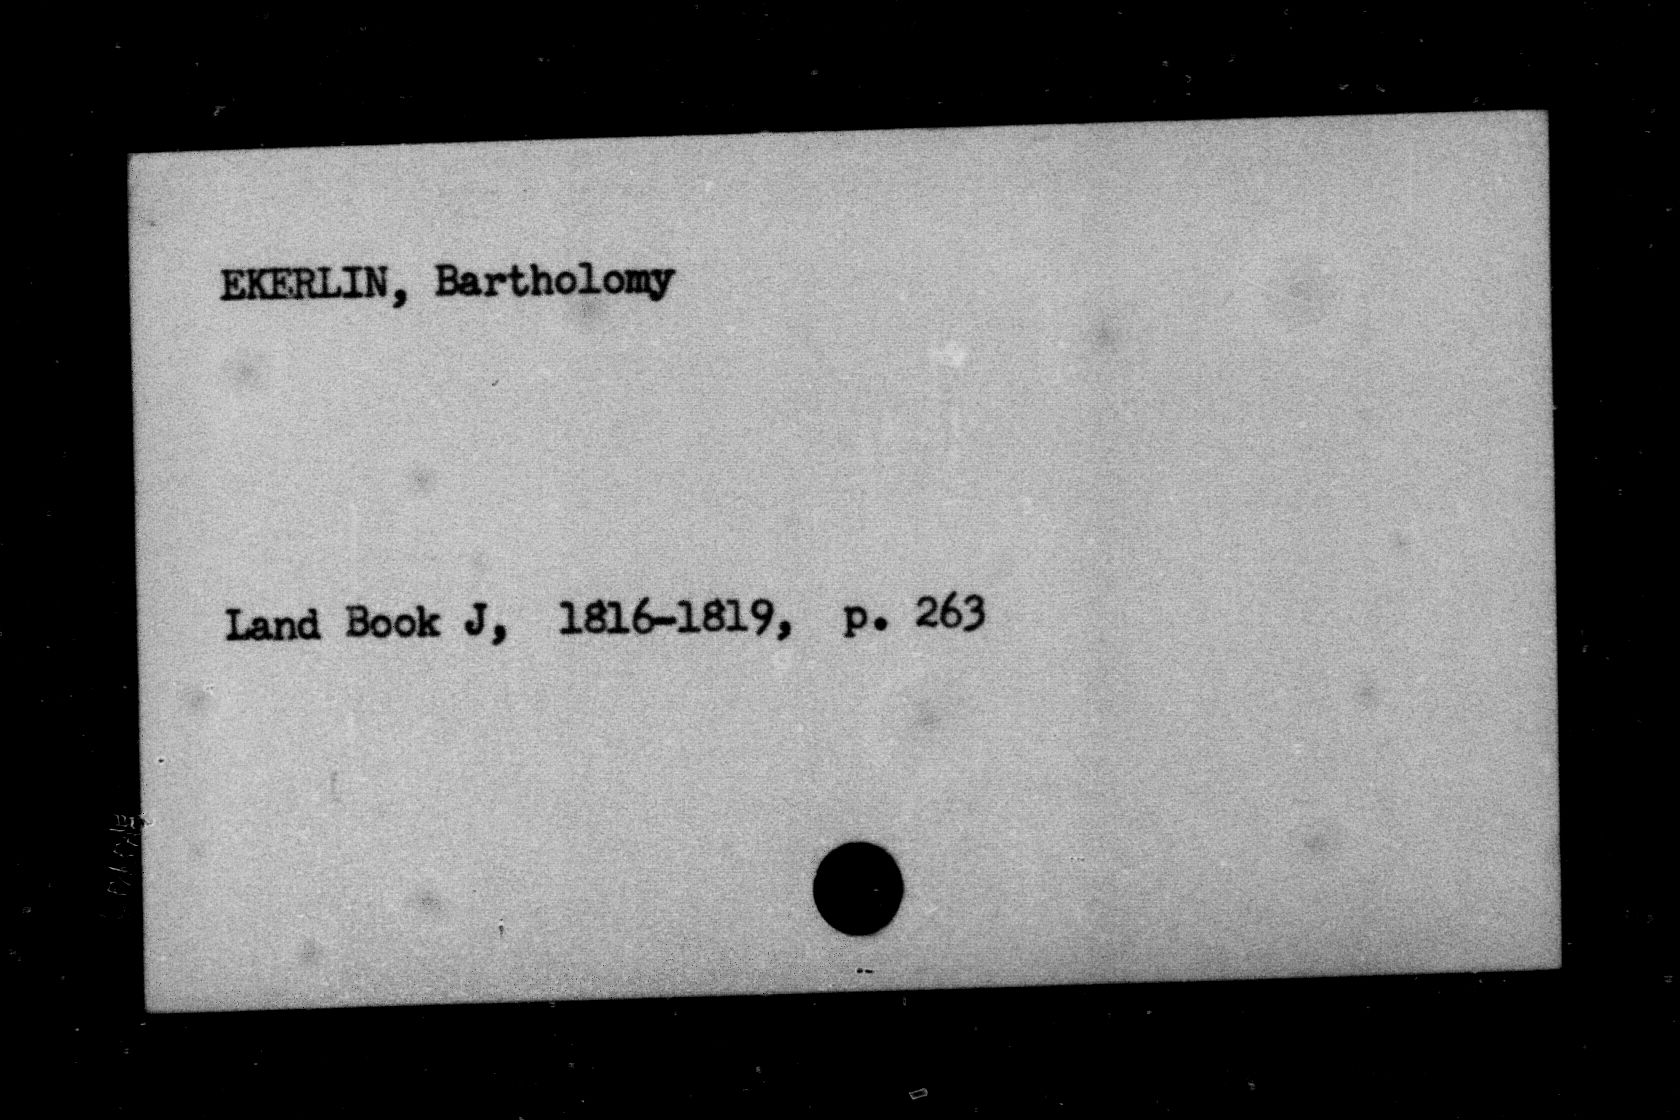 EKERLIN, Bartholomy
Land Book J, 1816-1819, p. 263